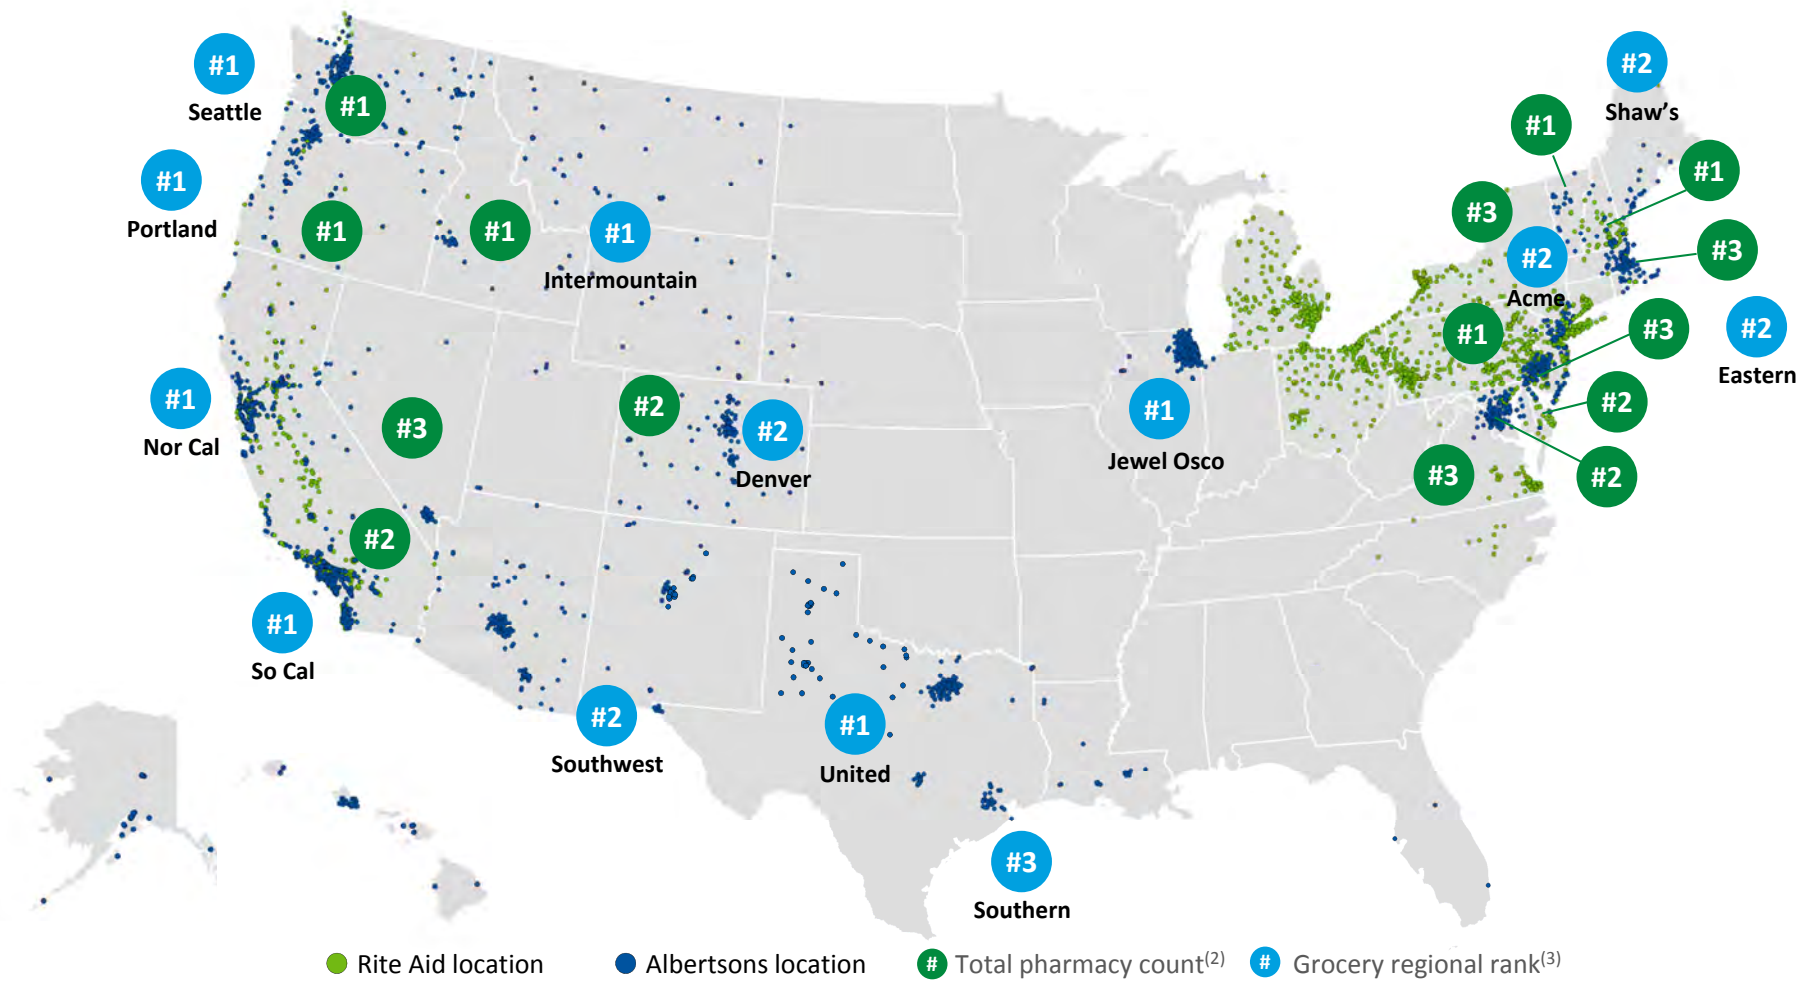 #1
Seattle
#1
#1
Portland
#1
#1
#1
Intermountain
#1
Nor Cal
#3
#2
#2
Denver
#2
#1
So Cal
#2
Southwest
#1
United
#3
Southern
#1
Jewel Osco
#2
Shaw's
#1
#1
#3
#2
Acme
#3
#1
#3
#2
Eastern
#2
#3
#2
Rite Aid location
Albertsons location
# Total pharmacy count(2)
# Grocery regional rank(3)